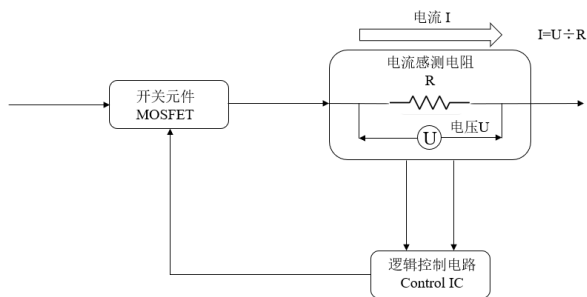 电流 I
I=U÷R
电流感测电阻
R
开关元件
MOSFET
电压U
U
逻辑控制电路
Control IC